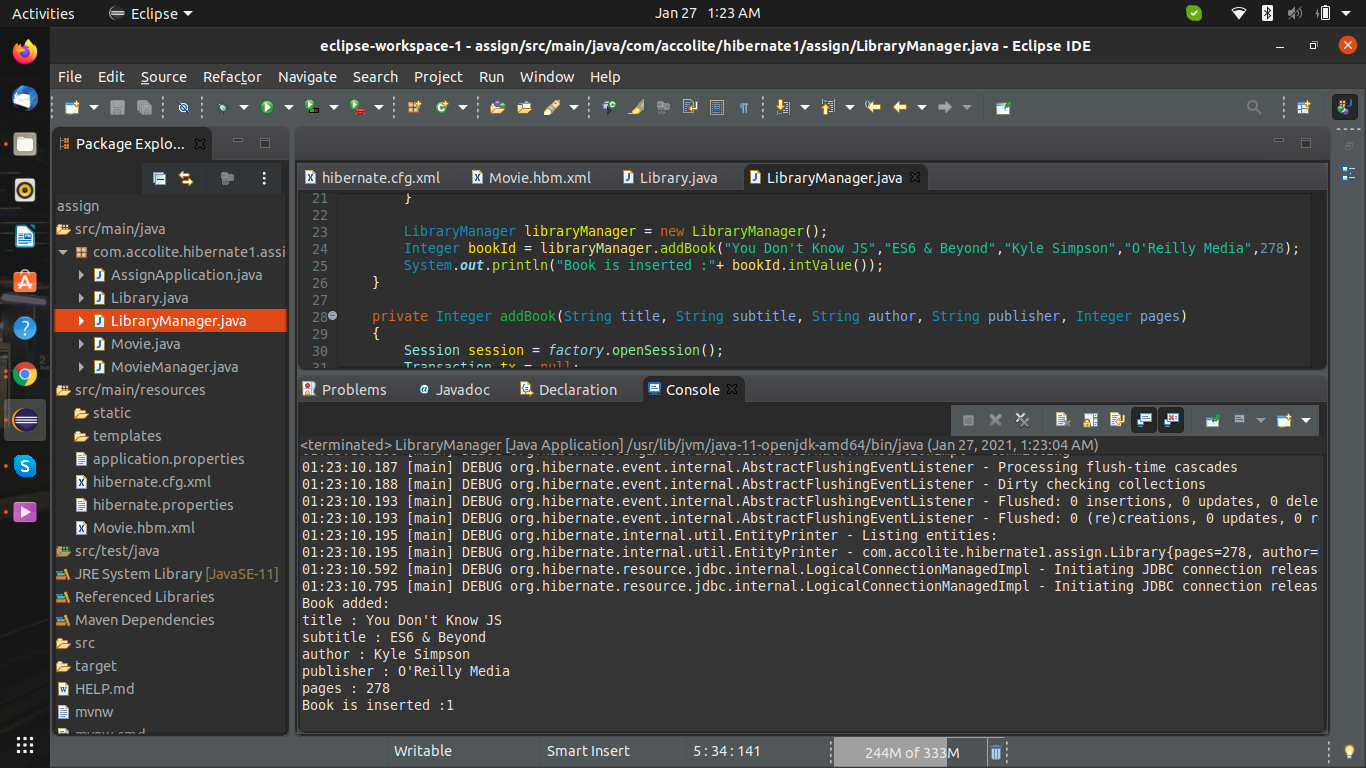 Activities Eclipse Jan 27 1:23 AM
eclipse-workspace-1 - assign/src/main/java/com/accolite/hibernate1/assign/LibraryManager.java - Eclipse IDE
File Edit Source Refactor Navigate Search Project Run Window Help
Package Explo...
assign
src/main/java
com.accolite.hibernate1.assi
AssignApplication.java
Library.java
LibraryManager.java
Movie.java
MovieManager.java
src/main/resources
static
templates
application.properties
hibernate.cfg.xml
hibernate.properties
Movie.hbm.xml
src/test/java
JRE System Library [JavaSE-11]
Referenced Libraries
Maven Dependencies
src
target
HELP.md
mvnw
mvnw.cmd
hibernate.cfg.xml Movie.hbm.xml Library.java LibraryManager.java
21 }
22
23 LibraryManager libraryManager = new LibraryManager();
24 Integer bookId = libraryManager.addBook("You Don't Know JS","ES6 & Beyond","Kyle Simpson","O'Reilly Media",278);
25 System.out.println("Book is inserted :"+ bookId.intValue());
26 }
27
28 private Integer addBook(String title, String subtitle, String author, String publisher, Integer pages)
29 {
30 Session session = factory.openSession();
31 Transaction tx = null;
Problems Javadoc Declaration Console
<terminated> LibraryManager [Java Application] /usr/lib/jvm/java-11-openjdk-amd64/bin/java (Jan 27, 2021, 1:23:04 AM)
01:23:10.187 [main] DEBUG org.hibernate.event.internal.AbstractFlushingEventListener - Processing flush-time cascades
01:23:10.188 [main] DEBUG org.hibernate.event.internal.AbstractFlushingEventListener - Dirty checking collections
01:23:10.193 [main] DEBUG org.hibernate.event.internal.AbstractFlushingEventListener - Flushed: 0 insertions, 0 updates, 0 dele
01:23:10.193 [main] DEBUG org.hibernate.event.internal.AbstractFlushingEventListener - Flushed: 0 (re)creations, 0 updates, 0 r
01:23:10.195 [main] DEBUG org.hibernate.internal.util.EntityPrinter - Listing entities:
01:23:10.195 [main] DEBUG org.hibernate.internal.util.EntityPrinter - com.accolite.hibernate1.assign.Library{pages=278, author=
01:23:10.592 [main] DEBUG org.hibernate.resource.jdbc.internal.LogicalConnectionManagedImpl - Initiating JDBC connection releas
01:23:10.795 [main] DEBUG org.hibernate.resource.jdbc.internal.LogicalConnectionManagedImpl - Initiating JDBC connection releas
Book added:
title : You Don't Know JS
subtitle : ES6 & Beyond
author : Kyle Simpson
publisher : O'Reilly Media
pages : 278
Book is inserted :1
Writable Smart Insert 5 : 34 : 141 244M of 333M